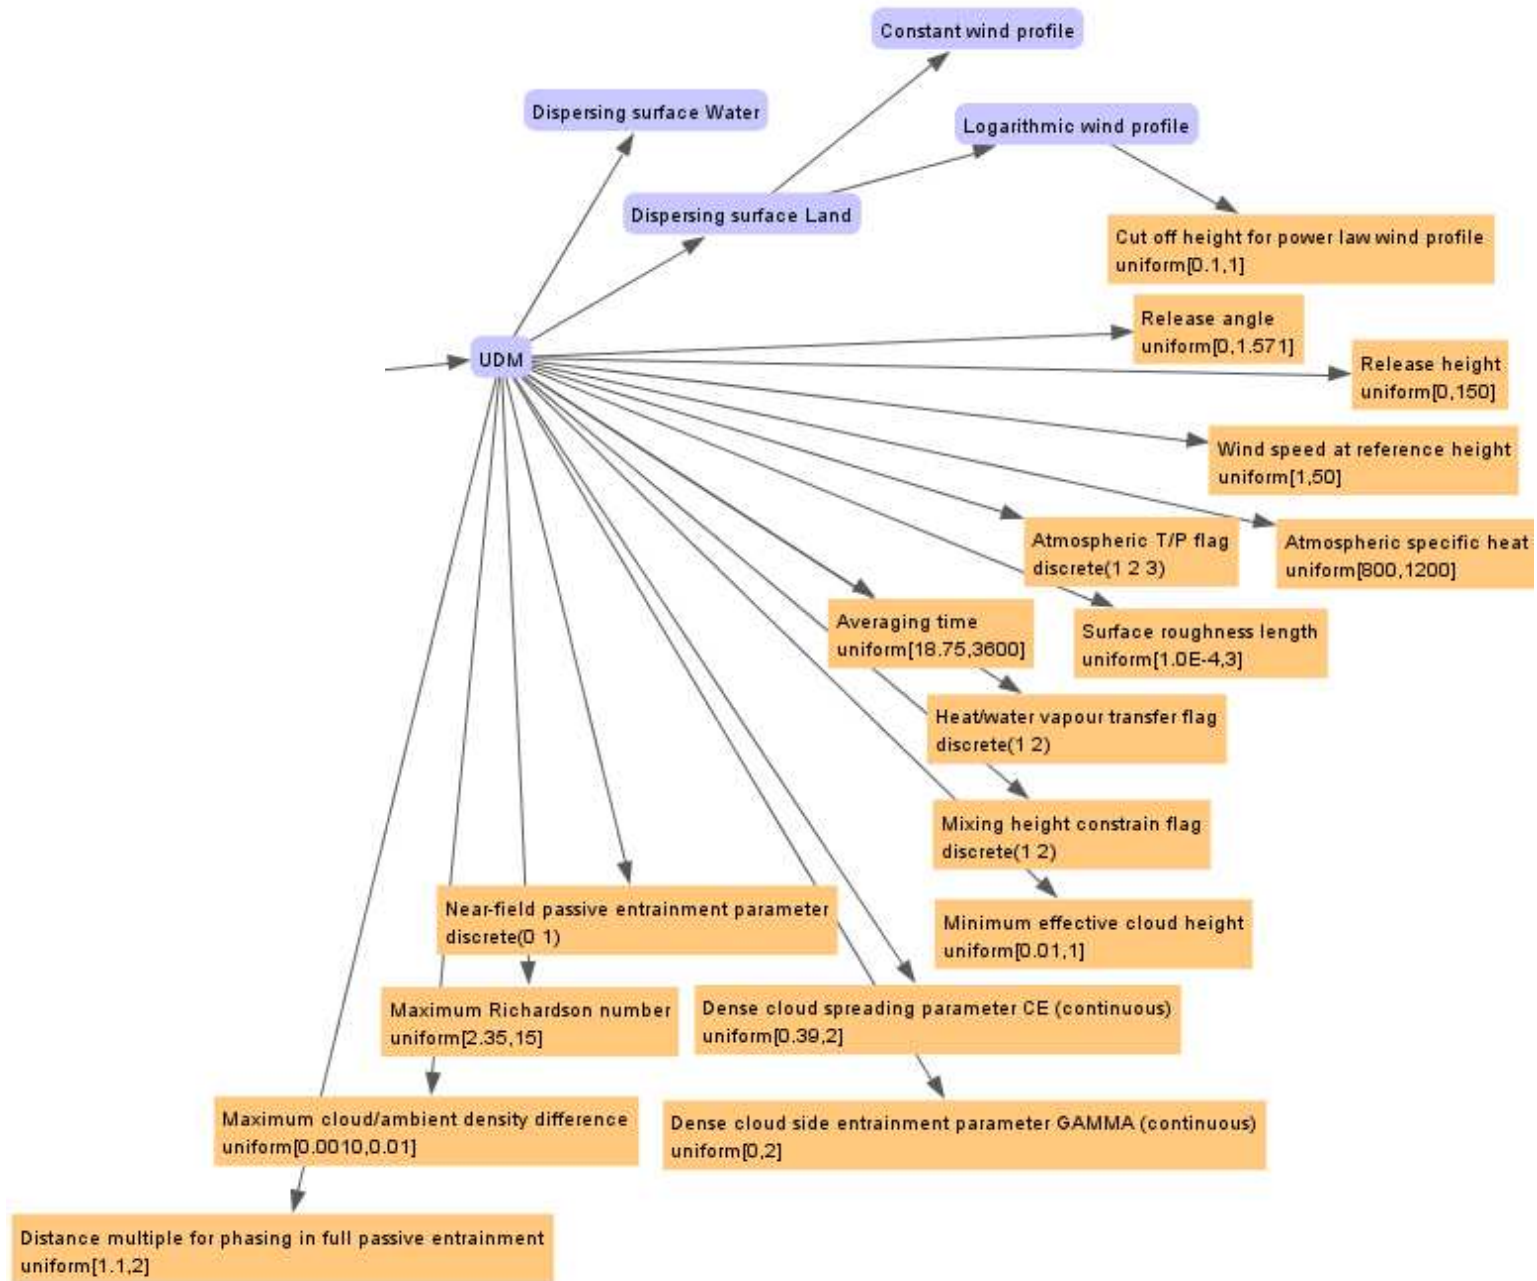 Constant wind profile
Dispersing surface Water
Logarithmic wind profile
Dispersing surface Land
Cut off height for power law wind profile
uniform[0.1,1]
Release angle
uniform[0,1.571]
UDM
Release height
uniform[0,150]
Wind speed at reference height
uniform[1,50]
Atmospheric T/P flag
discrete(1 2 3)
Atmospheric specific heat
uniform[800,1200]
Averaging time
uniform[18.75,3600]
Surface roughness length
uniform[1.0E-4,3]
Heat/water vapour transfer flag
discrete(1 2)
Mixing height constrain flag
discrete(1 2)
Near-field passive entrainment parameter
discrete(0 1)
Minimum effective cloud height
uniform[0.01,1]
Maximum Richardson number
uniform[2.35,15]
Dense cloud spreading parameter CE (continuous)
uniform[0.39,2]
Maximum cloud/ambient density difference
uniform[0.0010,0.01]
Dense cloud side entrainment parameter GAMMA (continuous)
uniform[0,2]
Distance multiple for phasing in full passive entrainment
uniform[1.1,2]